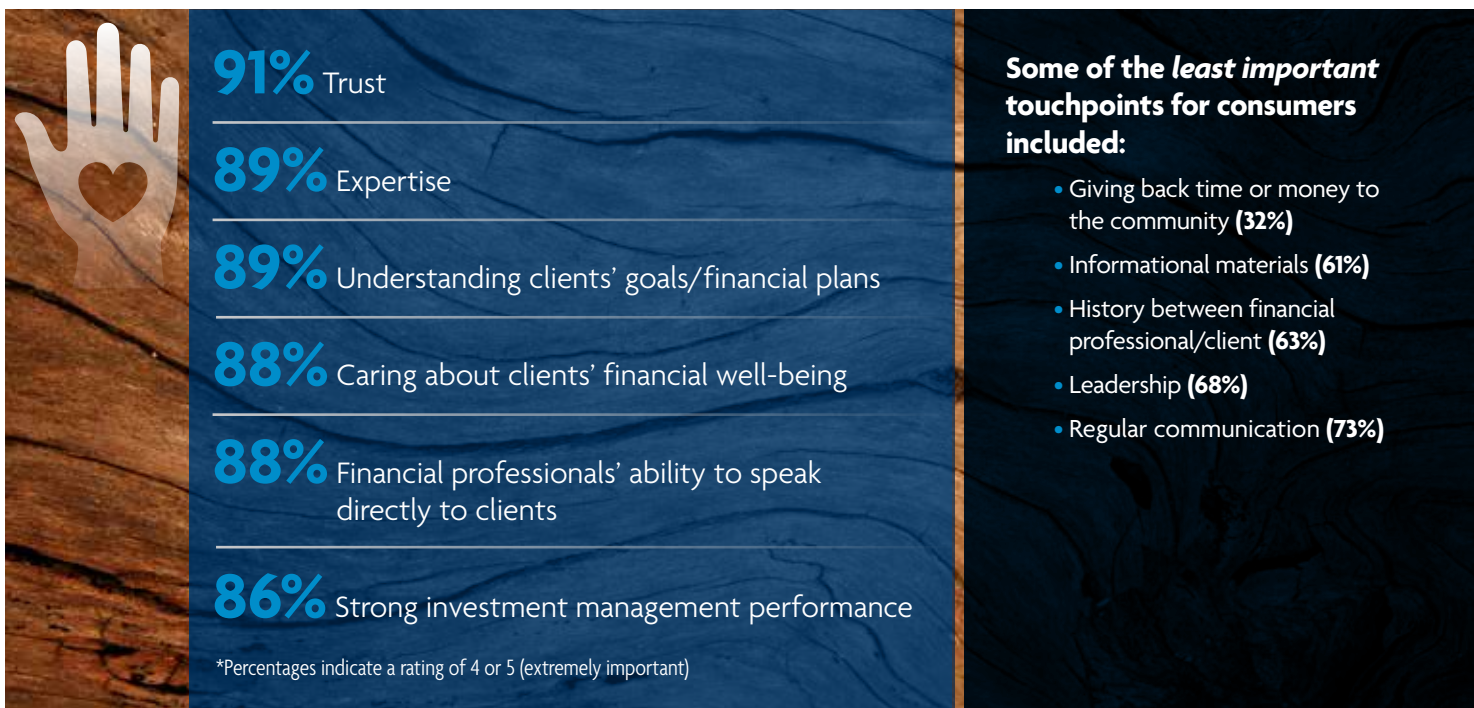 91% Trust
89% Expertise
89% Understanding clients’ goals/financial plans
88% Caring about clients’ financial well-being
88% Financial professionals’ ability to speak
directly to clients
86% Strong investment management performance
*Percentages indicate a rating of 4 or 5 (extremely important)
Some of the least important
touchpoints for consumers
included:
• Giving back time or money to
the community (32%)
• Informational materials (61%)
• History between financial
professional/client (63%)
• Leadership (68%)
• Regular communication (73%)